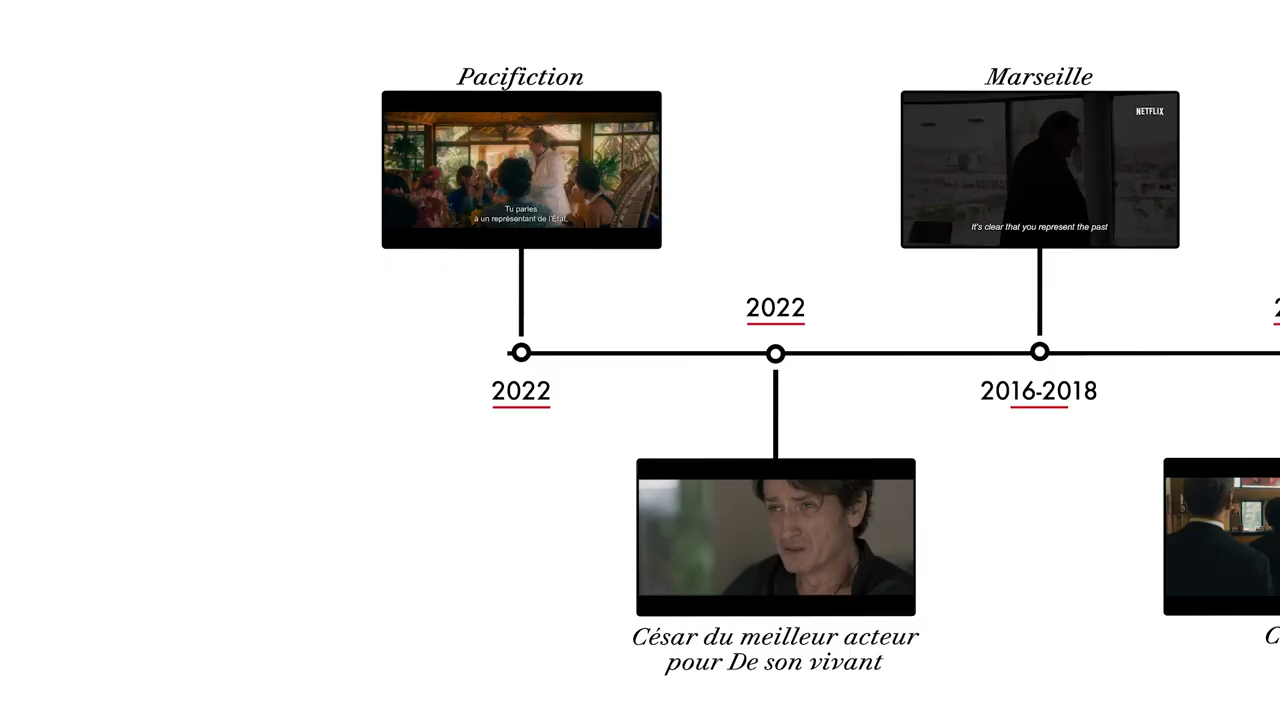 Pacifiction
Marseille
NETFLIX
Tu parles
à un représentant de l'État,
It's clear that you represent the past
2022
2022
2016-2018
César du meilleur acteur
pour De son vivant